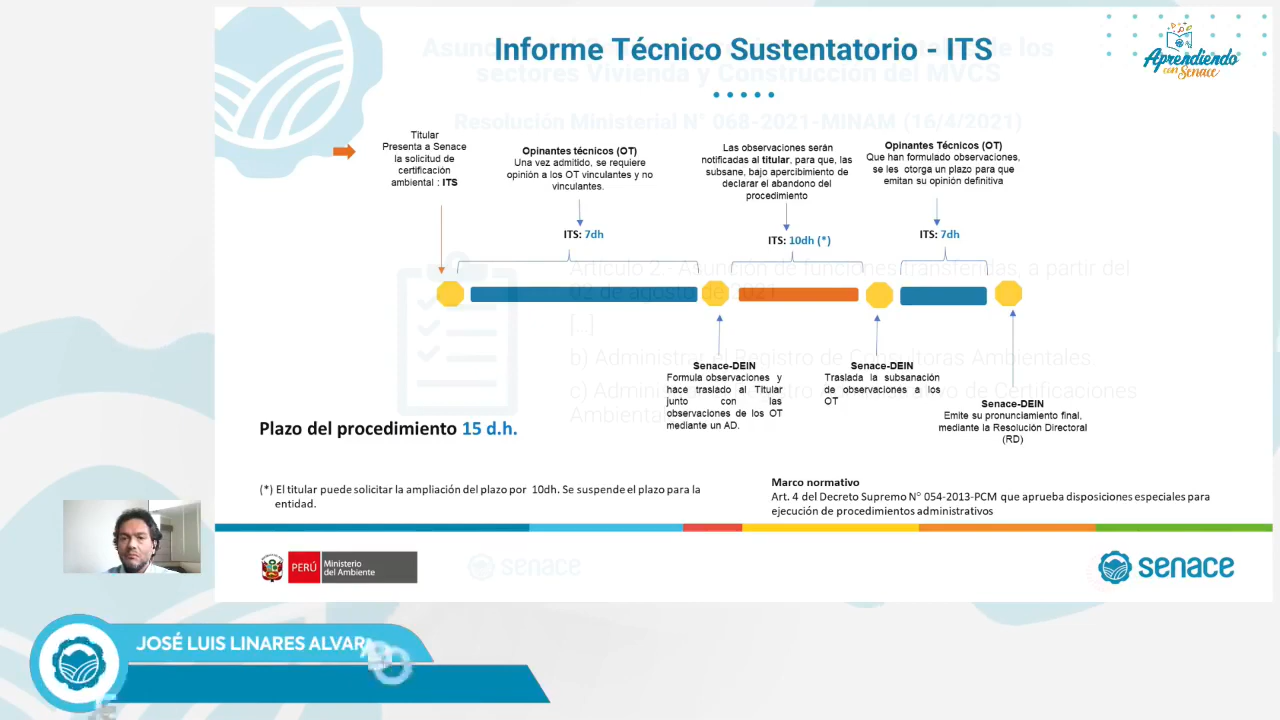 Informe Técnico Sustentatorio - ITS
Aprendiendo
con Senace
Asunción de los
sectores Vivienda y Construcción del MVCS
Resolución Ministerial N° 068-2021-MINAM (16/4/2021)
Titular
Presenta a Senace
la solicitud de
certificación
ambiental : ITS
Opinantes técnicos (OT)
Una vez admitido, se requiere
opinión a los OT vinculantes y no
vinculantes.
Las observaciones serán
notificadas al titular, para que, las
subsane, bajo apercibimiento de
declarar el abandono del
procedimiento
Opinantes Técnicos (OT)
Que han formulado observaciones,
se les otorga un plazo para que
emitan su opinión definitiva
ITS: 7dh
ITS: 10dh (*)
ITS: 7dh
Artículo 2.- Asunción de funciones transferidas, a partir del
02 de agosto de 2021
[...]
b) Administrar el Registro de Consultoras Ambientales
c) Administrar de Certificaciones
Ambientales
Senace-DEIN
Formula observaciones y
hace traslado al Titular
junto con las
observaciones de los OT
mediante un AD.
Senace-DEIN
Traslada la subsanación
de observaciones a los
OT
Senace-DEIN
Emite su pronunciamiento final,
mediante la Resolución Directoral
(RD)
Plazo del procedimiento 15 d.h.
(*) El titular puede solicitar la ampliación del plazo por 10dh. Se suspende el plazo para la
entidad.
Marco normativo
Art. 4 del Decreto Supremo N° 054-2013-PCM que aprueba disposiciones especiales para
ejecución de procedimientos administrativos
PERÚ
Ministerio
del Ambiente
senace
senace
JOSÉ LUIS LINARES ALVARADO